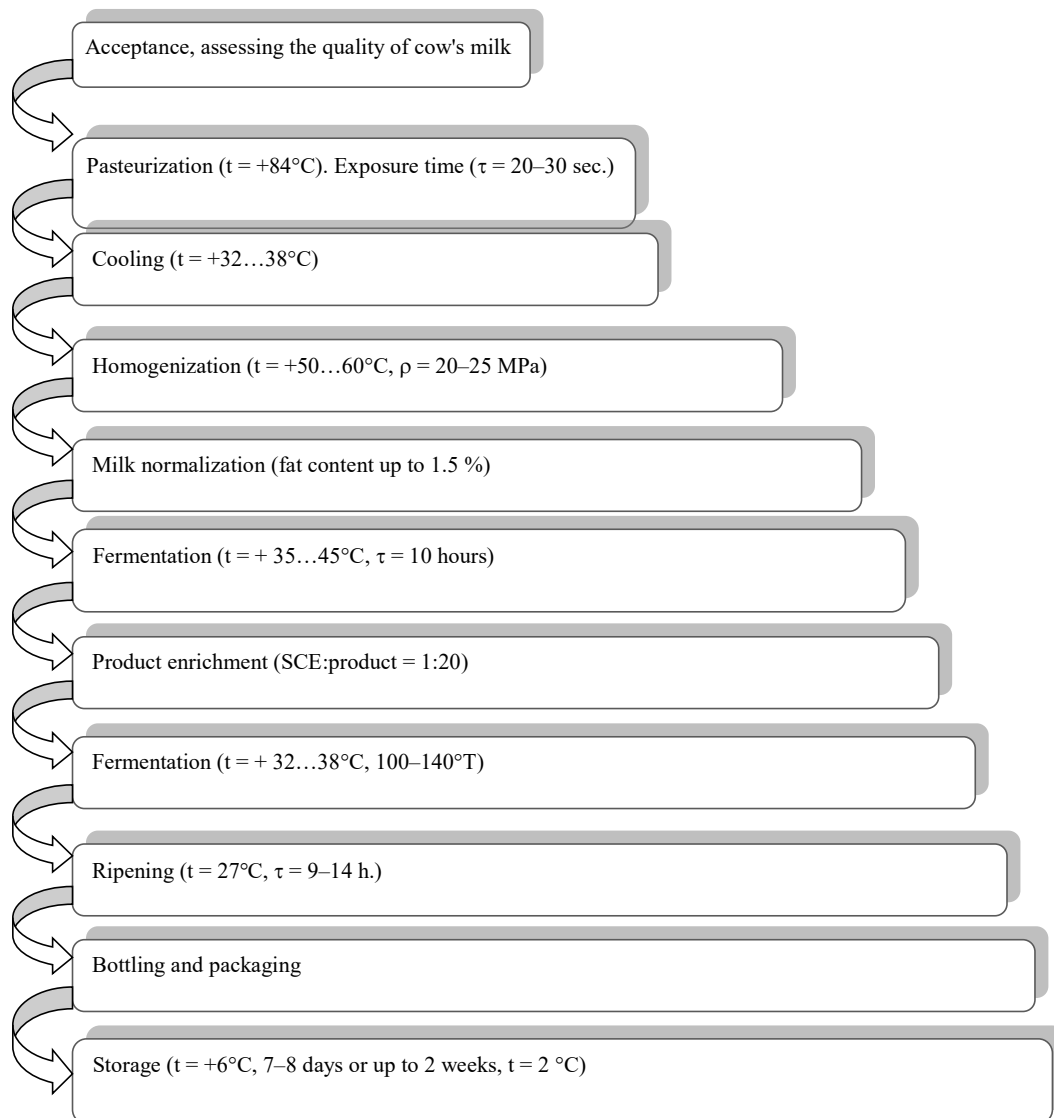 Acceptance, assessing the quality of cow's milk
Pasteurization (t = +84°C). Exposure time (τ = 20–30 sec.)
Cooling (t = +32…38°C)
Homogenization (t = +50…60°C, ρ = 20–25 MPa)
Milk normalization (fat content up to 1.5 %)
Fermentation (t = + 35…45°C, τ = 10 hours)
Product enrichment (SCE:product = 1:20)
Fermentation (t = + 32…38°C, 100–140°T)
Ripening (t = 27°C, τ = 9–14 h.)
Bottling and packaging
Storage (t = +6°C, 7–8 days or up to 2 weeks, t = 2 °C)